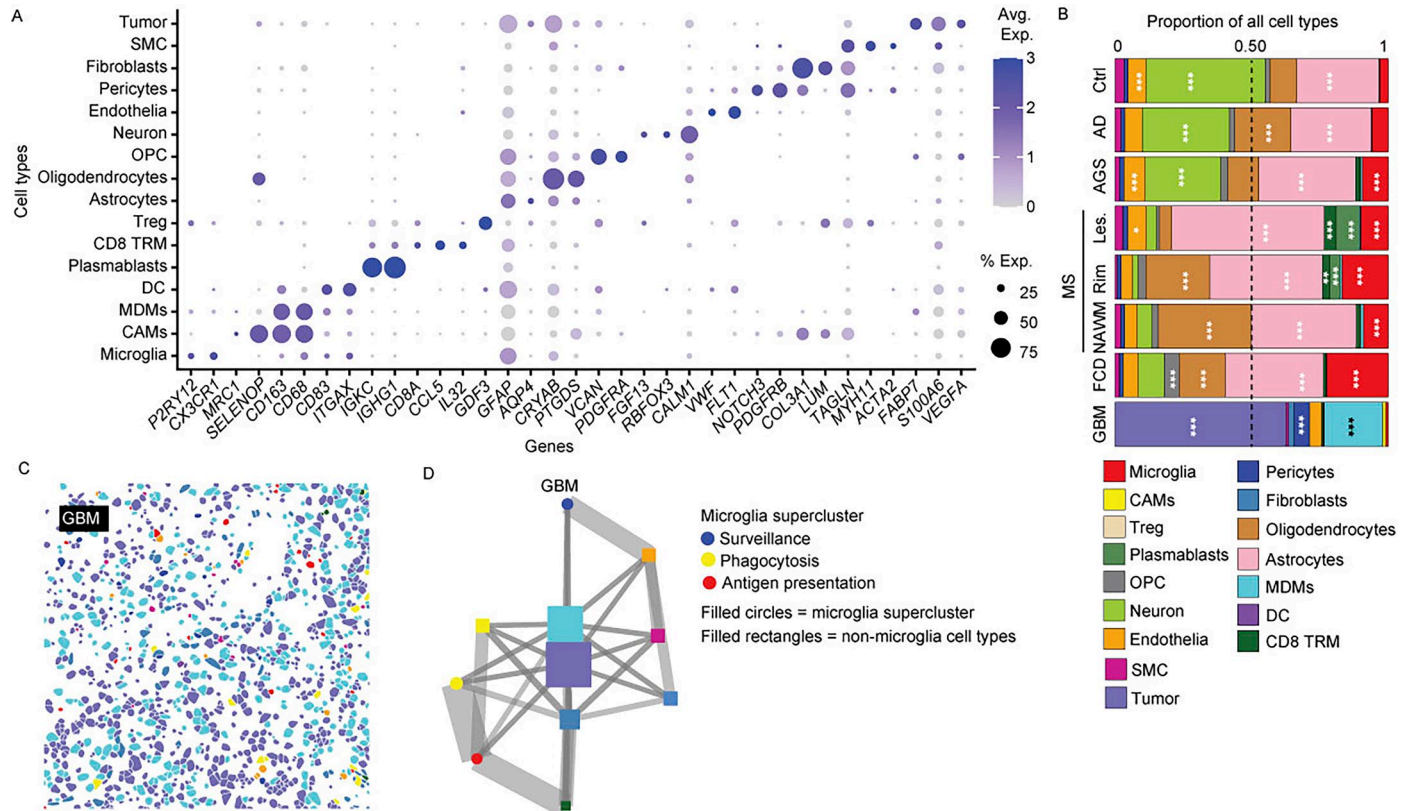 A
Cell types
Tumor
SMC
Fibroblasts
Pericytes
Endothelia
Neuron
OPC
Oligodendrocytes
Astrocytes
Treg
CD8 TRM
Plasmablasts
DC
MDMs
CAMs
Microglia
P2RY12
CX3CR1
MRC1
SELENOP
CD163
CD68
CD83
ITGAX
IGKC
IGHG1
CD8A
CCL5
IL32
GDF3
GFAP
AQP4
CRYAB
PTGDS
VCAN
PDGFRA
FGF13
RBFOX3
CALM1
VWF
FLT1
NOTCH3
PDGFRB
COL3A1
LUM
TAGLN
MYH11
ACTA2
FABP7
S100A6
VEGFA
Genes
Avg.
Exp.
3
2
1
0
% Exp.
25
50
75
B
Proportion of all cell types
0 0.50 1
Ctrl
*** *** ***
AD
*** *** ***
AGS
*** *** *** ***
MS
Les.
* *** *** *** ***
Rim
*** *** *** *** ***
NAWM
*** *** ***
FCD
*** *** ***
GBM
*** *** ***
Microglia
CAMs
Treg
Plasmablasts
OPC
Neuron
Endothelia
SMC
Tumor
Pericytes
Fibroblasts
Oligodendrocytes
Astrocytes
MDMs
DC
CD8 TRM
C
GBM
D
GBM
Microglia supercluster
Surveillance
Phagocytosis
Antigen presentation
Filled circles = microglia supercluster
Filled rectangles = non-microglia cell types